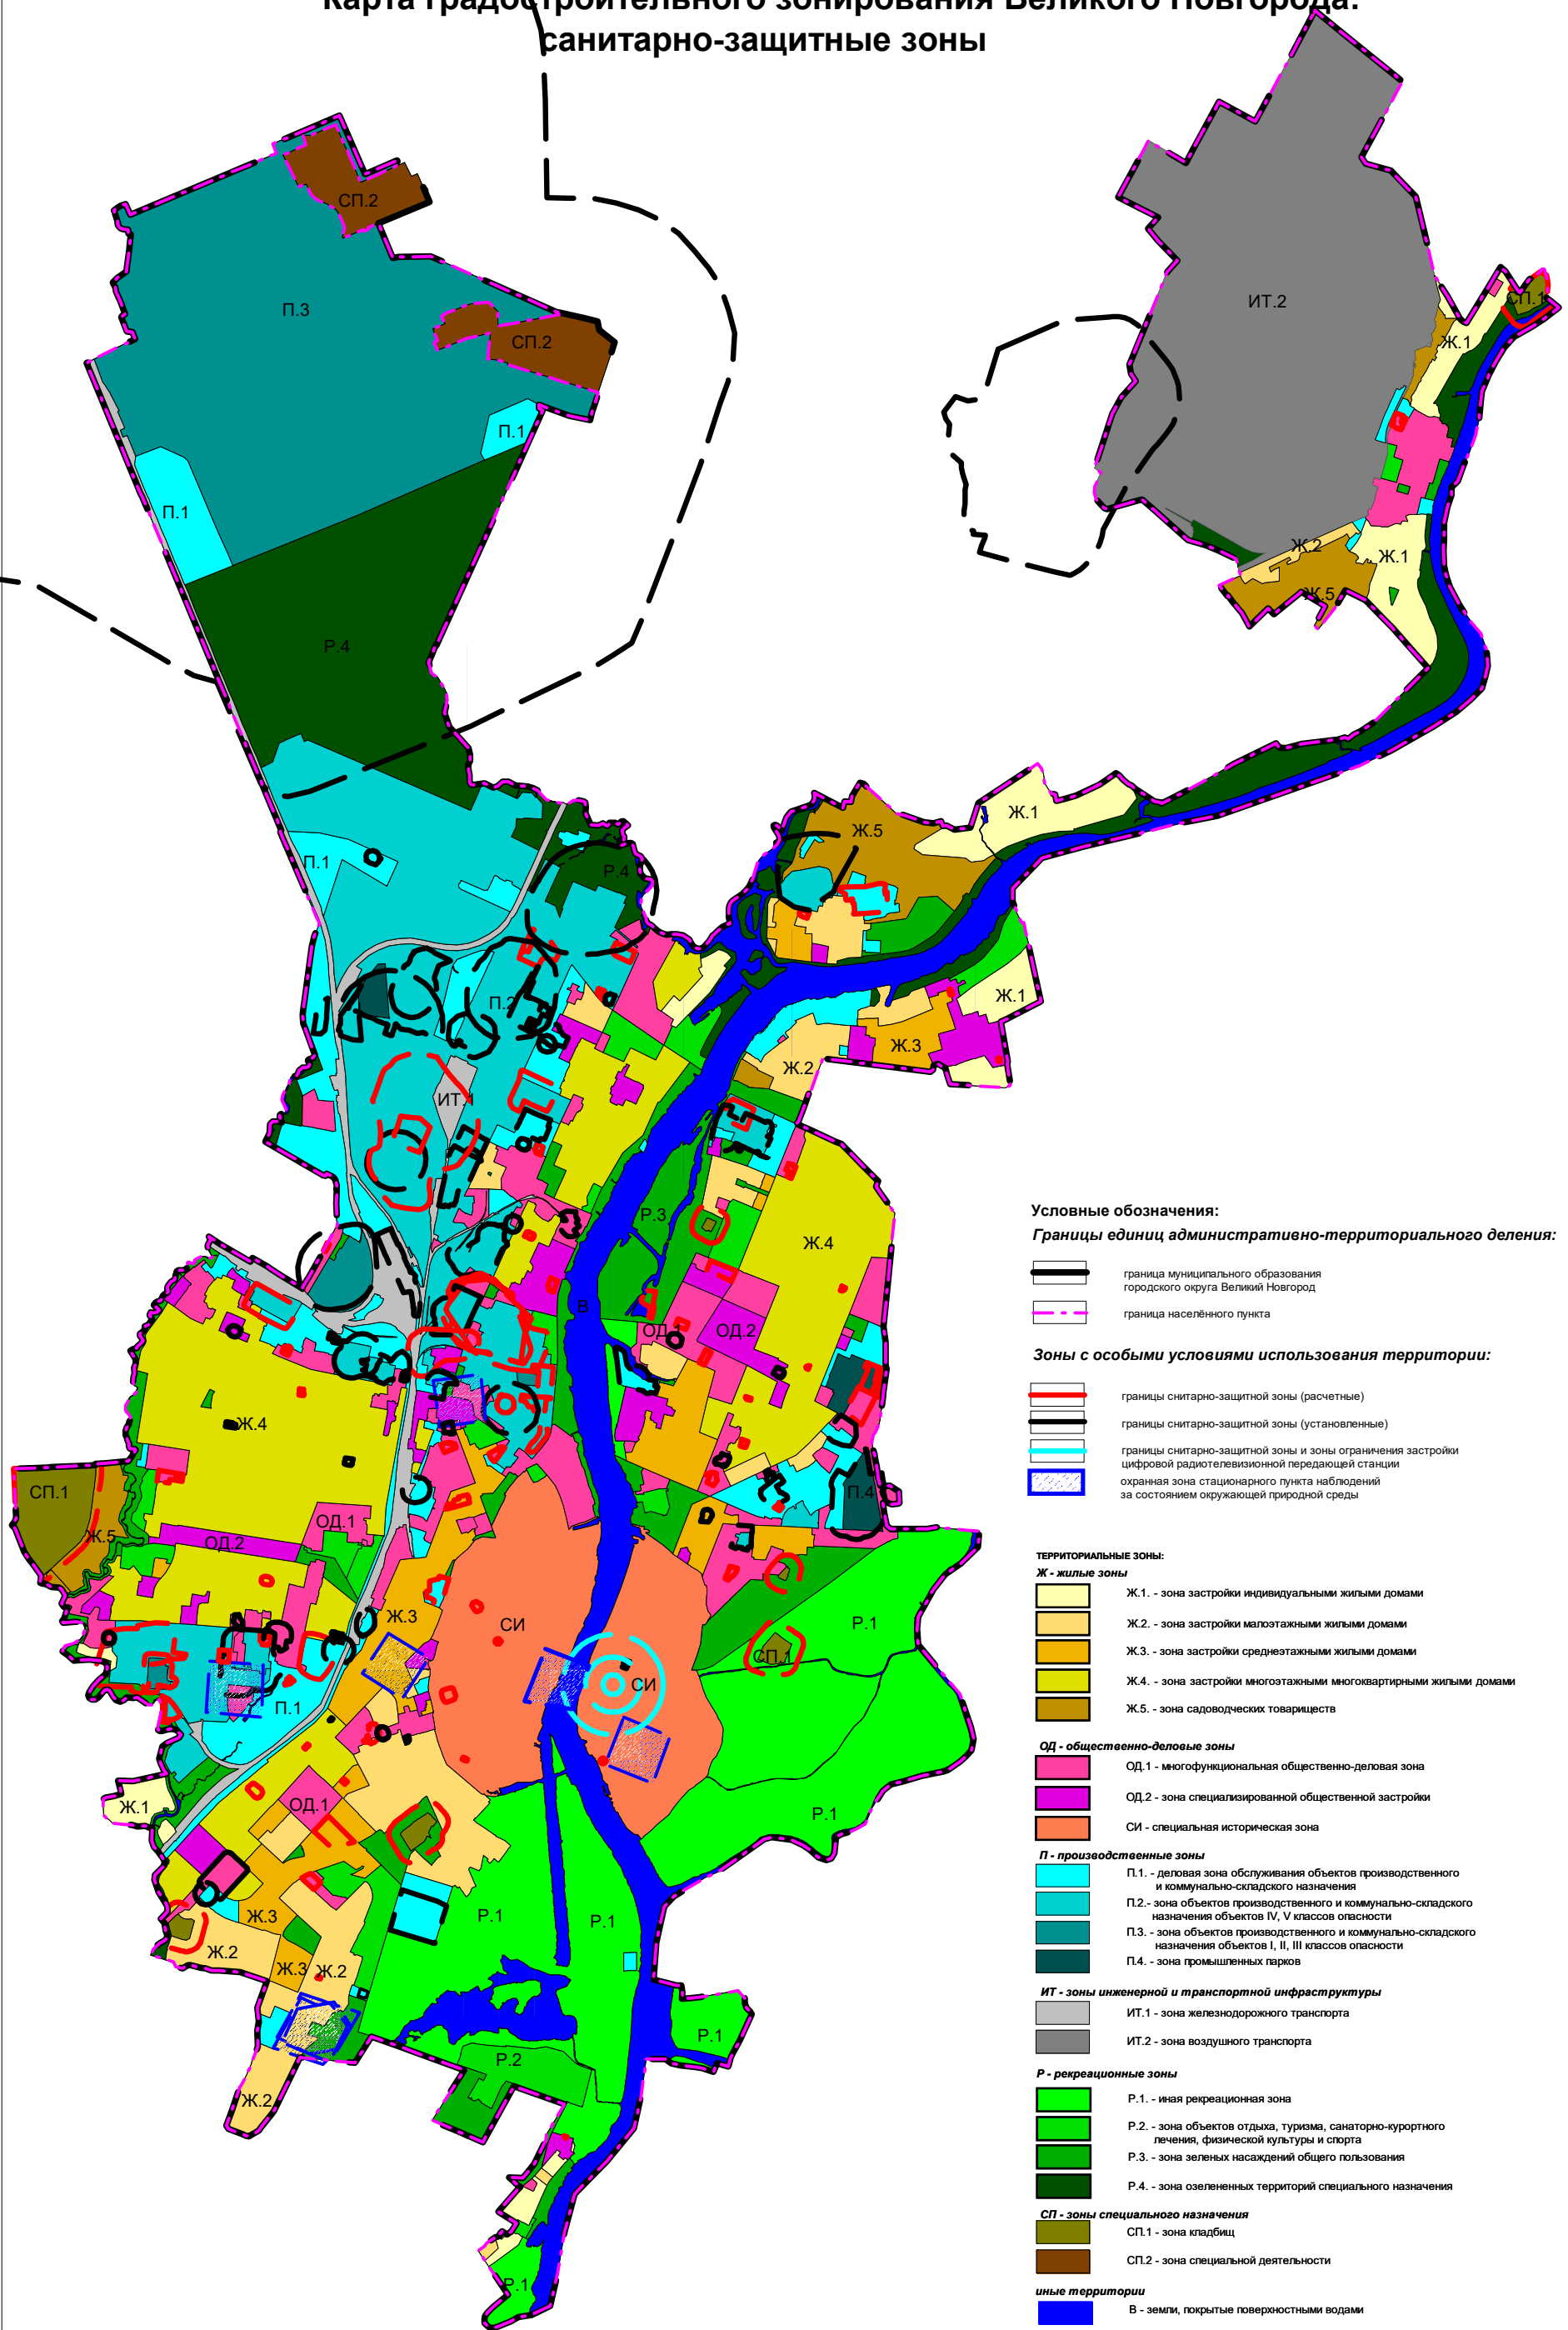 Карта градостроительного зонирования Великого Новгорода:
санитарно-защитные зоны
СП.2
П.3
СП.2
П.1
П.1
Р.4
ИТ.2
СП.1
Ж.1
Ж.2
Ж.1
Ж.5
Ж.1
Ж.5
П.1
Р.4
П.2
Ж.1
Ж.3
Ж.2
ИТ.1
Р.3
Ж.4
В
ОД.1
ОД.2
Ж.4
СП.1
Ж.5
ОД.1
ОД.2
П.4
Ж.3
СИ
Р.1
СП.1
СИ
П.1
Ж.1
ОД.1
Р.1
Ж.3
Ж.2
Ж.3
Ж.2
Р.1
Р.1
Р.1
Р.2
Ж.2
Р.1
Условные обозначения:
Границы единиц административно-территориального деления:
граница муниципального образования
городского округа Великий Новгород
граница населённого пункта
Зоны с особыми условиями использования территории:
границы снитарно-защитной зоны (расчетные)
границы снитарно-защитной зоны (установленные)
границы снитарно-защитной зоны и зоны ограничения застройки
цифровой радиотелевизионной передающей станции
охранная зона стационарного пункта наблюдений
за состоянием окружающей природной среды
ТЕРРИТОРИАЛЬНЫЕ ЗОНЫ:
Ж - жилые зоны
Ж.1. - зона застройки индивидуальными жилыми домами
Ж.2. - зона застройки малоэтажными жилыми домами
Ж.3. - зона застройки среднеэтажными жилыми домами
Ж.4. - зона застройки многоэтажными многоквартирными жилыми домами
Ж.5. - зона садоводческих товариществ
ОД - общественно-деловые зоны
ОД.1 - многофункциональная общественно-деловая зона
ОД.2 - зона специализированной общественной застройки
СИ - специальная историческая зона
П - производственные зоны
П.1. - деловая зона обслуживания объектов производственного
и коммунально-складского назначения
П.2.- зона объектов производственного и коммунально-складского
назначения объектов IV, V классов опасности
П.3. - зона объектов производственного и коммунально-складского
назначения объектов I, II, III классов опасности
П.4. - зона промышленных парков
ИТ - зоны инженерной и транспортной инфраструктуры
ИТ.1 - зона железнодорожного транспорта
ИТ.2 - зона воздушного транспорта
Р - рекреационные зоны
Р.1. - иная рекреационная зона
Р.2. - зона объектов отдыха, туризма, санаторно-курортного
лечения, физической культуры и спорта
Р.3. - зона зеленых насаждений общего пользования
Р.4. - зона озелененных территорий специального назначения
СП - зоны специального назначения
СП.1 - зона кладбищ
СП.2 - зона специальной деятельности
иные территории
В - земли, покрытые поверхностными водами